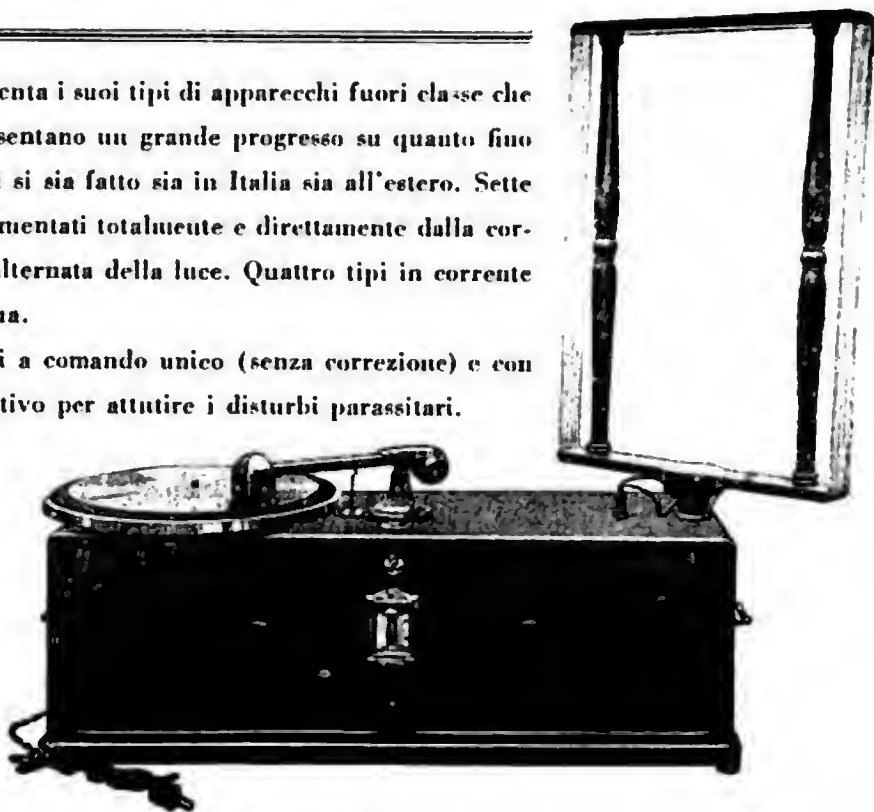 enta i suoi tipi di apparecchi fuori classe che
sentano un grande progresso su quanto fino
i si sia fatto sia in Italia sia all'estero. Sette
mentati totalmente e direttamente dalla cor-
alternata della luce. Quattro tipi in corrente
ua.
i a comando unico (senza correzione) e con
tivo per attutire i disturbi parassitari.